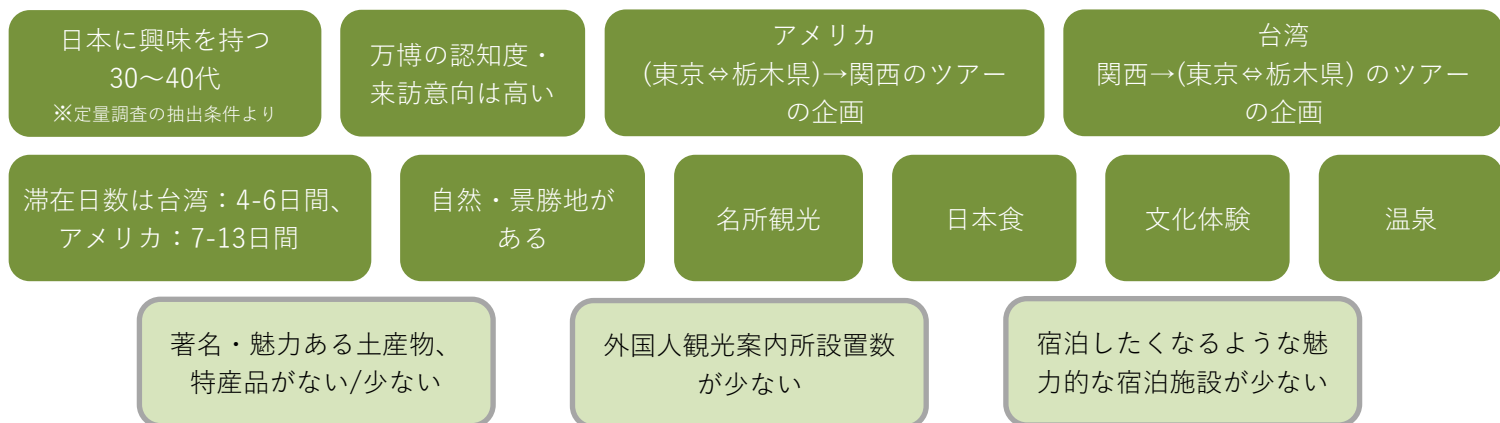 日本に興味を持つ
30～40代
※定量調査の抽出条件より
万博の認知度・
来訪意向は高い
アメリカ
(東京⇔栃木県)→関西のツアー
の企画
台湾
関西→(東京⇔栃木県) のツアー
の企画
滞在日数は台湾：4-6日間、
アメリカ：7-13日間
自然・景勝地が
ある
名所観光
日本食
文化体験
温泉
著名・魅力ある土産物、
特産品がない/少ない
外国人観光案内所設置数
が少ない
宿泊したくなるような魅
力的な宿泊施設が少ない